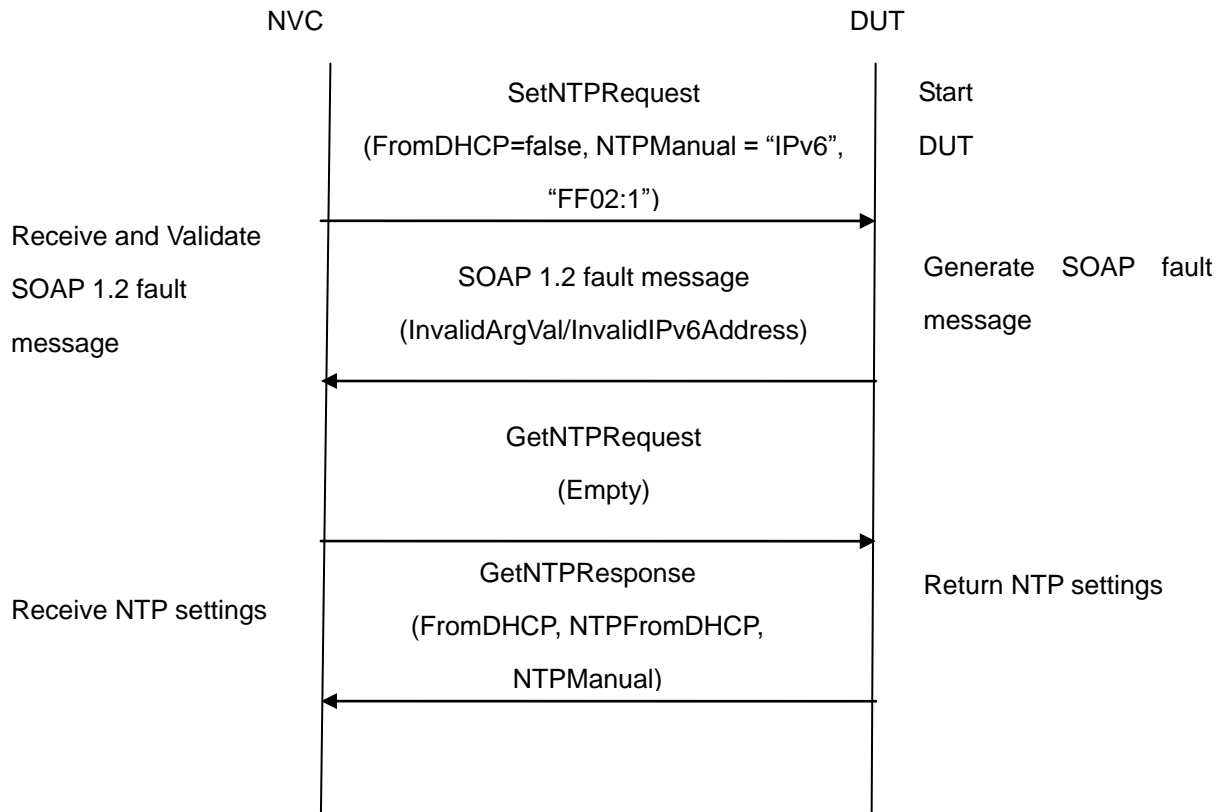 NVC
DUT
SetNTPRequest
(FromDHCP=false, NTPManual = “IPv6”,
“FF02:1”)
Start
DUT
Receive and Validate
SOAP 1.2 fault
message
SOAP 1.2 fault message
(InvalidArgVal/InvalidIPv6Address)
Generate SOAP fault
message
GetNTPRequest
(Empty)
GetNTPResponse
(FromDHCP, NTPFromDHCP,
NTPManual)
Return NTP settings
Receive NTP settings